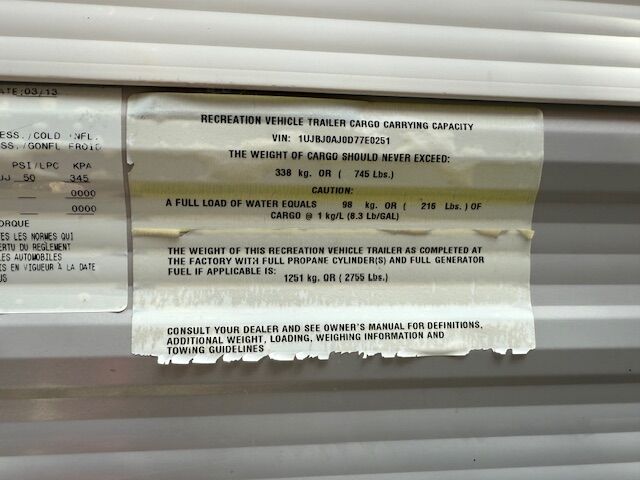 ATE:03/13
ESS./COLD INFL.
SS./GONFL FROID
PSI/LPC KPA
50 345
0000
0000
ORQUE
ES LES NORMES QUI
ERTU DU REGLEMENT
LES AUTOMOBILES
IS EN VIGUEUR A LA DATE
US
RECREATION VEHICLE TRAILER CARGO CARRYING CAPACITY
VIN: 1UJBJ0AJ0D77E0251
THE WEIGHT OF CARGO SHOULD NEVER EXCEED:
338 kg. OR ( 745 Lbs.)
CAUTION:
A FULL LOAD OF WATER EQUALS 98 kg. OR ( 216 Lbs. ) OF
CARGO @ 1 kg/L (8.3 Lb/GAL)
THE WEIGHT OF THIS RECREATION VEHICLE TRAILER AS COMPLETED AT
THE FACTORY WITH FULL PROPANE CYLINDER(S) AND FULL GENERATOR
FUEL IF APPLICABLE IS:
1251 kg. OR ( 2755 Lbs.)
CONSULT YOUR DEALER AND SEE OWNER'S MANUAL FOR DEFINITIONS,
ADDITIONAL WEIGHT, LOADING, WEIGHING INFORMATION AND
TOWING GUIDELINES